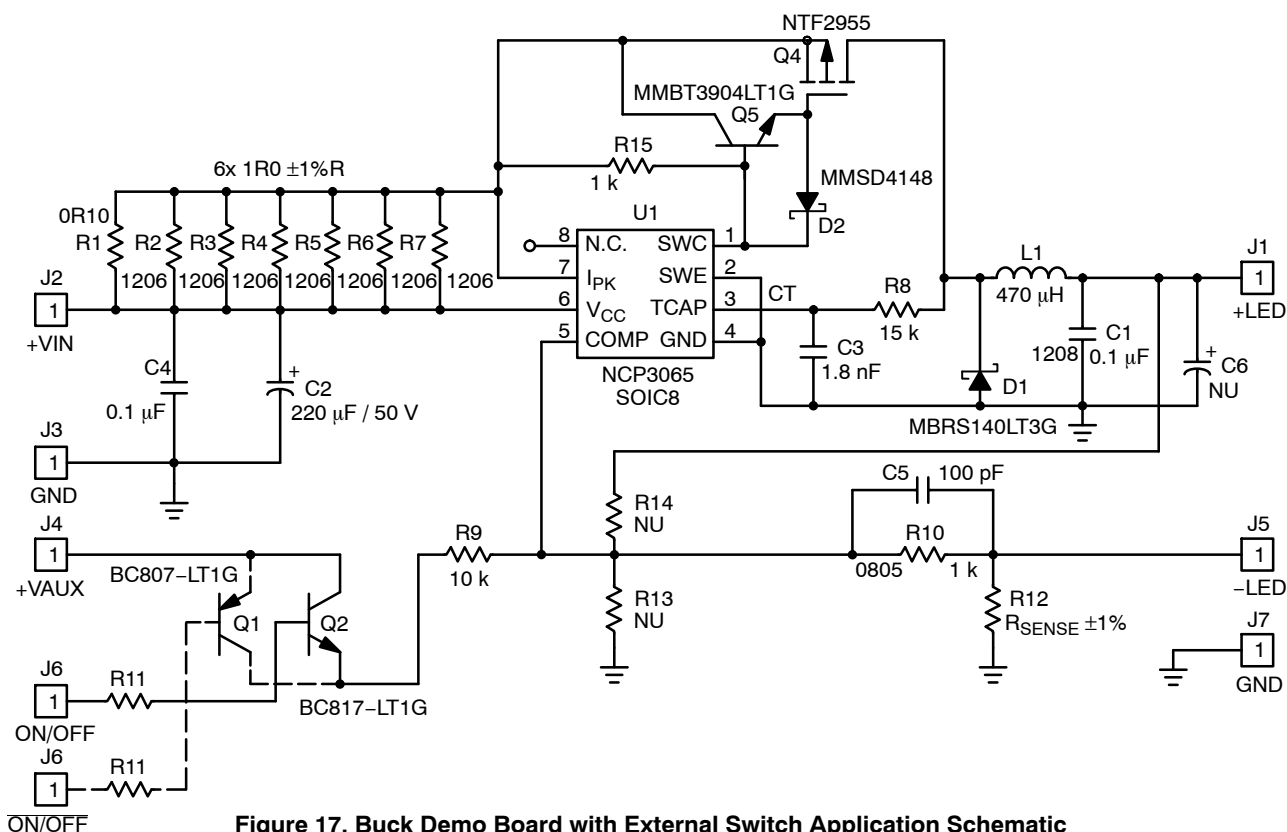 NTF2955
Q4
MMBT3904LT1G
Q5
R15
1 k
6x 1R0 ±1%R
MMSD4148
D2
0R10
R1
R2
R3
R4
R5
R6
R7
1206
1206
1206
1206
1206
1206
U1
8
N.C.
SWC
1
7
IPK
SWE
2
6
VCC
TCAP
3
5
COMP
GND
4
NCP3065
SOIC8
CT
R8
15 k
L1
470 μH
J1
1
+LED
J2
1
+VIN
C4
0.1 μF
+
C2
220 μF / 50 V
C3
1.8 nF
D1
MBRS140LT3G
C1
1208
0.1 μF
+
C6
NU
J3
1
GND
J4
1
+VAUX
BC807−LT1G
Q1
Q2
R9
10 k
R14
NU
R13
NU
C5
100 pF
R10
0805
1 k
J5
1
−LED
R12
RSENSE ±1%
J7
1
GND
J6
1
ON/OFF
R11
BC817−LT1G
J6
1
ON/OFF
R11
Figure 17. Buck Demo Board with External Switch Application Schematic